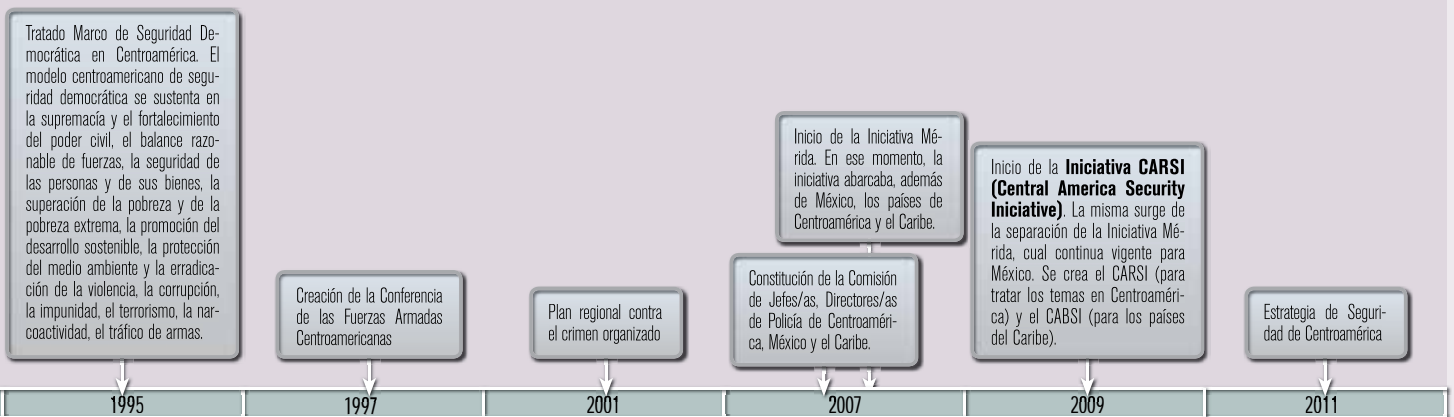 Tratado Marco de Seguridad De-
mocrática en Centroamérica. El
modelo centroamericano de segu-
ridad democrática se sustenta en
la supremacía y el fortalecimiento
del poder civil, el balance razo-
nable de fuerzas, la seguridad de
las personas y de sus bienes, la
superación de la pobreza y de la
pobreza extrema, la promoción del
desarrollo sostenible, la protección
del medio ambiente y la erradica-
ción de la violencia, la corrupción,
la impunidad, el terrorismo, la nar-
coactividad, el tráfico de armas.
Creación de la Conferencia
de las Fuerzas Armadas
Centroamericanas
Plan regional contra
el crimen organizado
Inicio de la Iniciativa Mé-
rida. En ese momento, la
iniciativa abarcaba, además
de México, los países de
Centroamérica y el Caribe.
Constitución de la Comisión
de Jefes/as, Directores/as
de Policía de Centroaméri-
ca, México y el Caribe.
Inicio de la Iniciativa CARSI
(Central America Security
Iniciative). La misma surge de
la separación de la Iniciativa Mé-
rida, cual continua vigente para
México. Se crea el CARSI (para
tratar los temas en Centroaméri-
ca) y el CABSI (para los países
del Caribe).
Estrategia de Seguri-
dad de Centroamérica
1995
1997
2001
2007
2009
2011